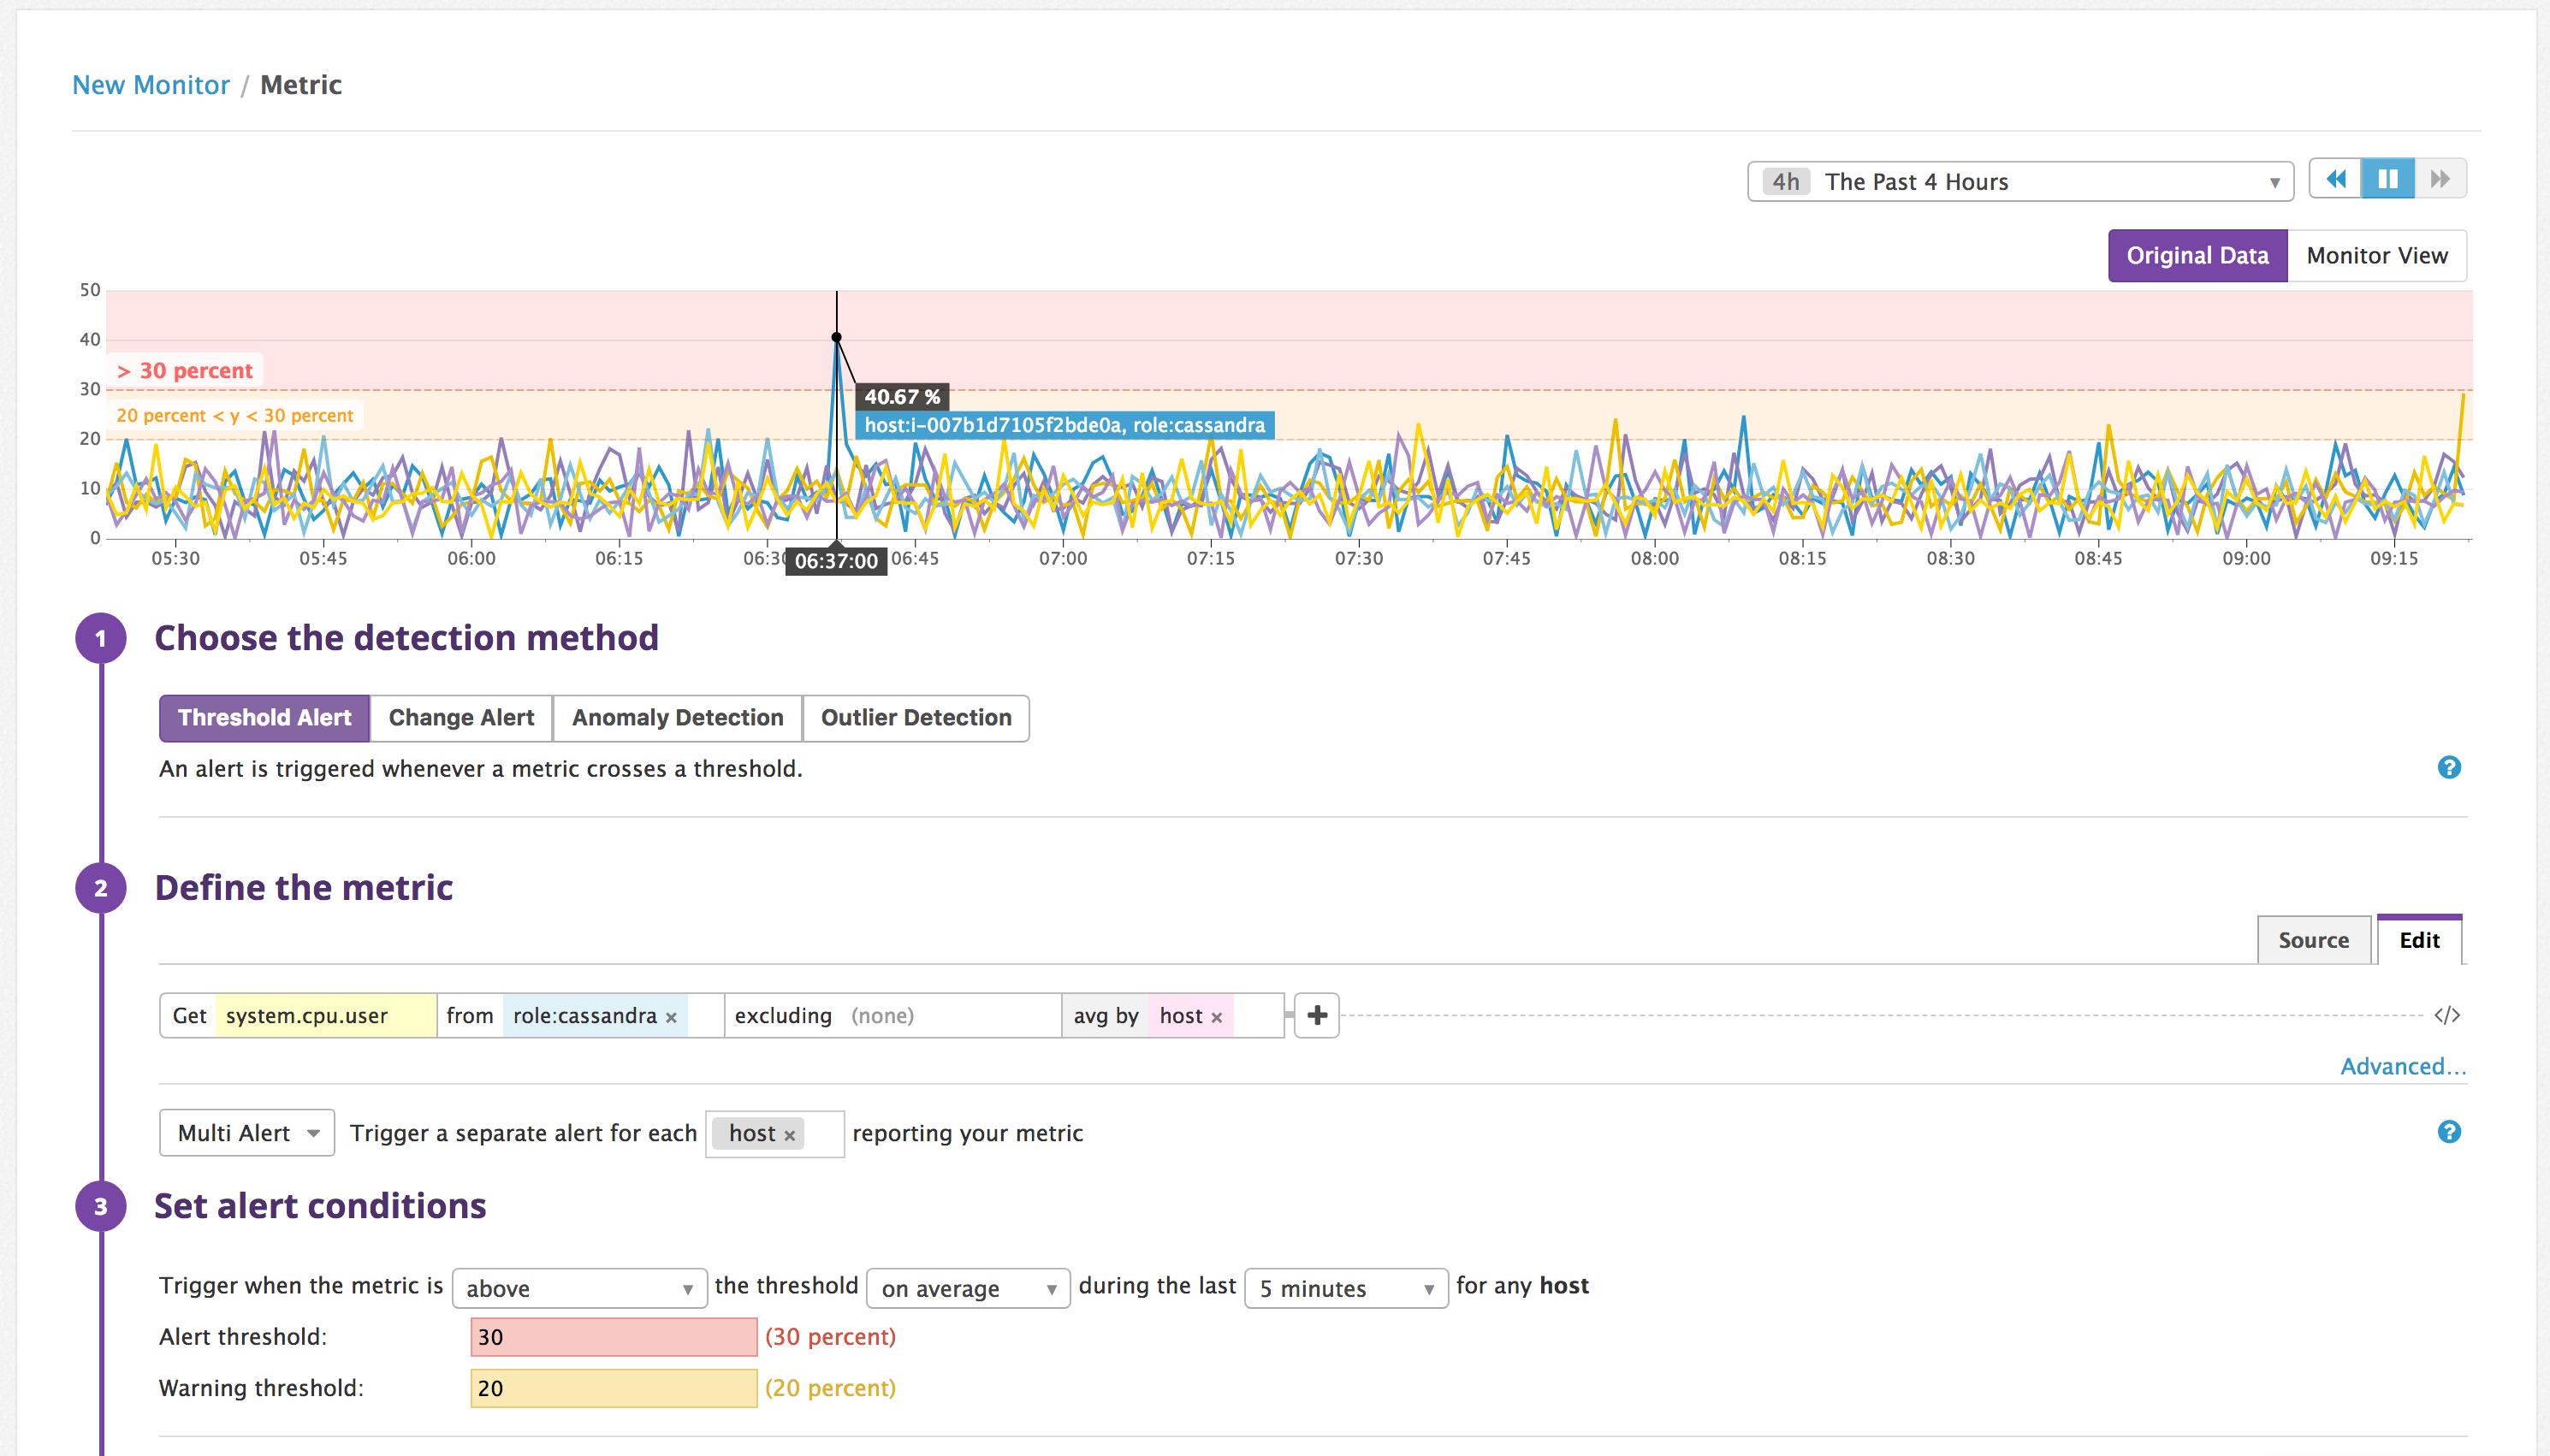 New Monitor / Metric
4h The Past 4 Hours
Original Data Monitor View
50
40
> 30 percent
30
20 percent < y < 30 percent
20
10
0
40.67 %
host:i-007b1d7105f2bde0a, role:cassandra
05:30 05:45 06:00 06:15 06:30 06:37:00 06:45 07:00 07:15 07:30 07:45 08:00 08:15 08:30 08:45 09:00 09:15
1 Choose the detection method
Threshold Alert Change Alert Anomaly Detection Outlier Detection
An alert is triggered whenever a metric crosses a threshold. ?
2 Define the metric
Source Edit
Get system.cpu.user from role:cassandra × excluding (none) avg by host × + </>
Advanced...
Multi Alert Trigger a separate alert for each host × reporting your metric ?
3 Set alert conditions
Trigger when the metric is above the threshold on average during the last 5 minutes for any host
Alert threshold: 30 (30 percent)
Warning threshold: 20 (20 percent)